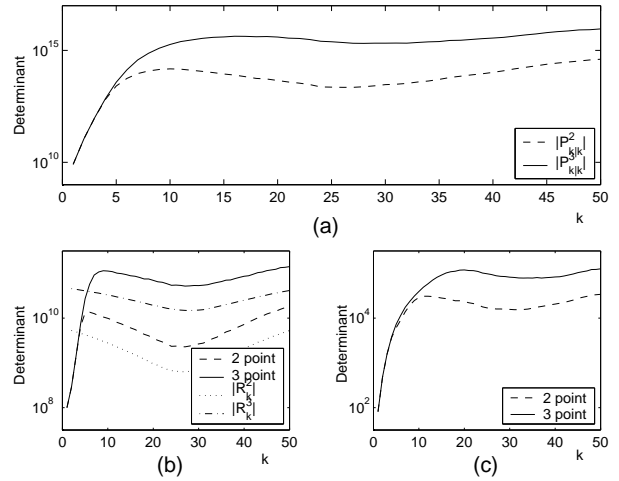 10^15
10^10
Determinant
0 5 10 15 20 25 30 35 40 45 50
k
|P^2_{k|k}|
|P^3_{k|k}|
(a)
10^10
10^8
Determinant
0 10 20 30 40 50
k
2 point
3 point
|R^2_k|
|R^3_k|
(b)
10^4
10^2
Determinant
0 10 20 30 40 50
k
2 point
3 point
(c)